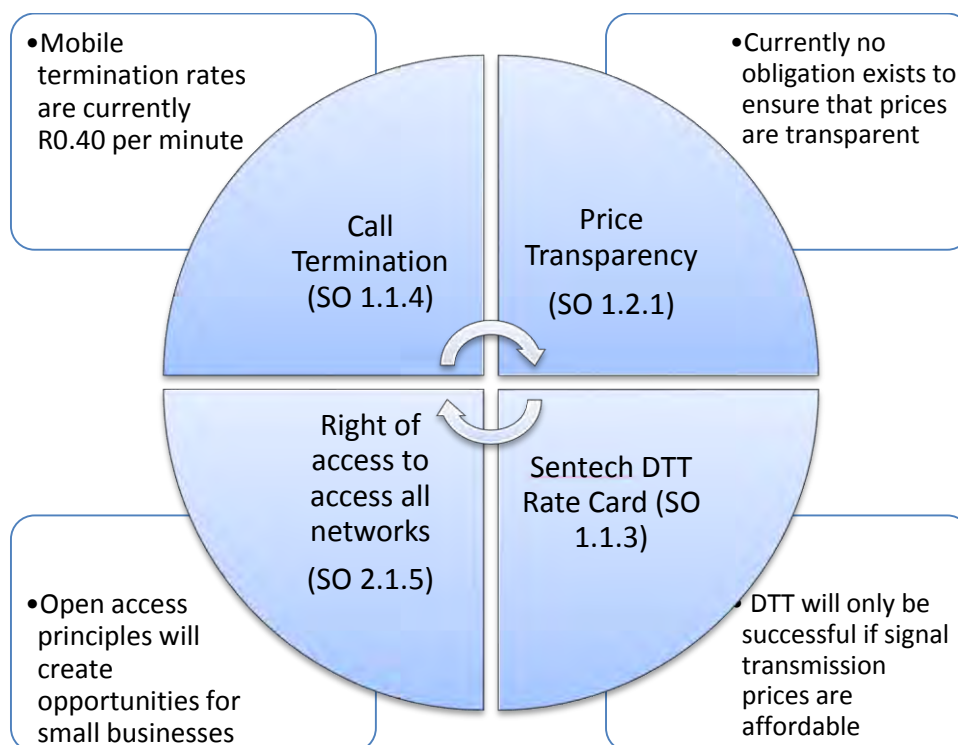 •Mobile
termination rates
are currently
R0.40 per minute
•Currently no
obligation exists to
ensure that prices
are transparent
Call
Termination
(SO 1.1.4)
Price
Transparency
(SO 1.2.1)
Right of
access to
access all
networks
(SO 2.1.5)
Sentech DTT
Rate Card (SO
1.1.3)
•Open access
principles will
create
opportunities for
small businesses
• DTT will only be
successful if signal
transmission
prices are
affordable